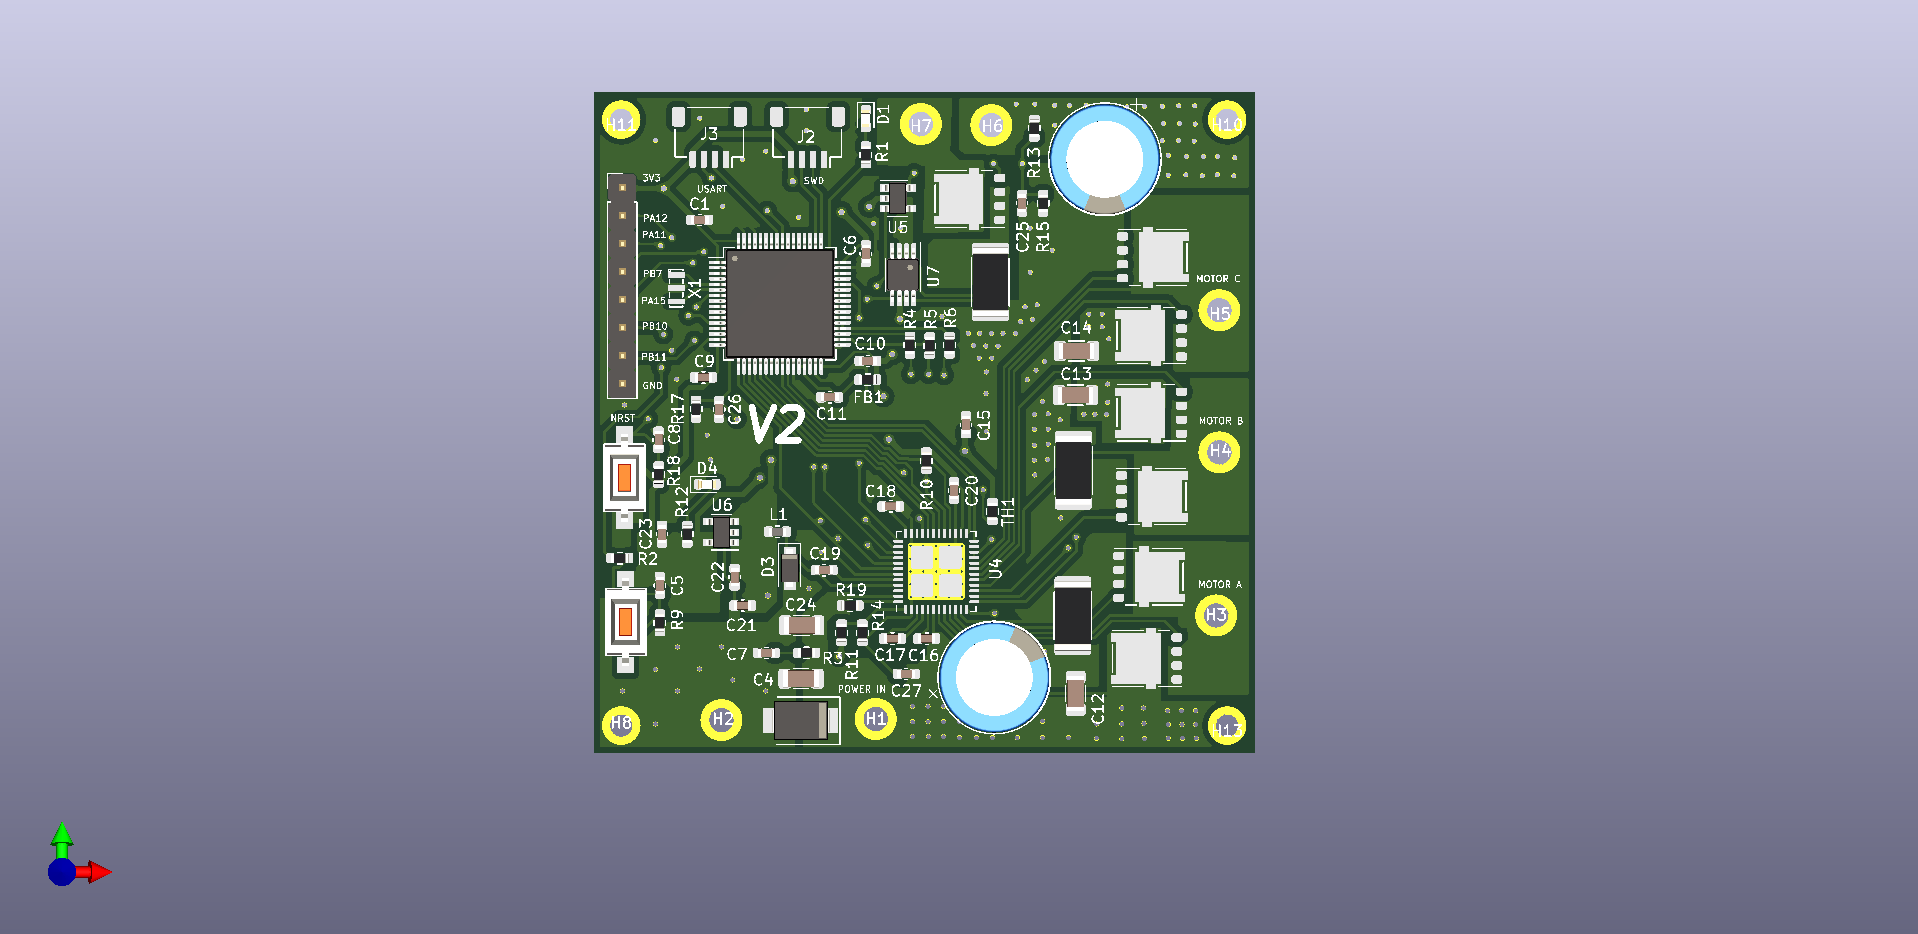 H11
J3
J2
D1
H7
H6
H10
R1
R13
3V3
USART
SWD
C1
PA12
PA11
U5
C6
C25
R15
PB7
X1
U7
MOTOR C
PA15
H5
PB10
R4
R5
R6
C14
PB11
C9
C10
C13
GND
FB1
NRST
R17
C26
C11
V2
C15
MOTOR B
C8
H4
R18
D4
R12
U6
C18
R10
C20
TH1
L1
C23
R2
D3
C19
U4
C22
C5
MOTOR A
R19
C24
R14
H3
R9
C21
C7
R3
R11
C17
C16
C4
POWER IN
C27
C12
H8
H2
H1
H17